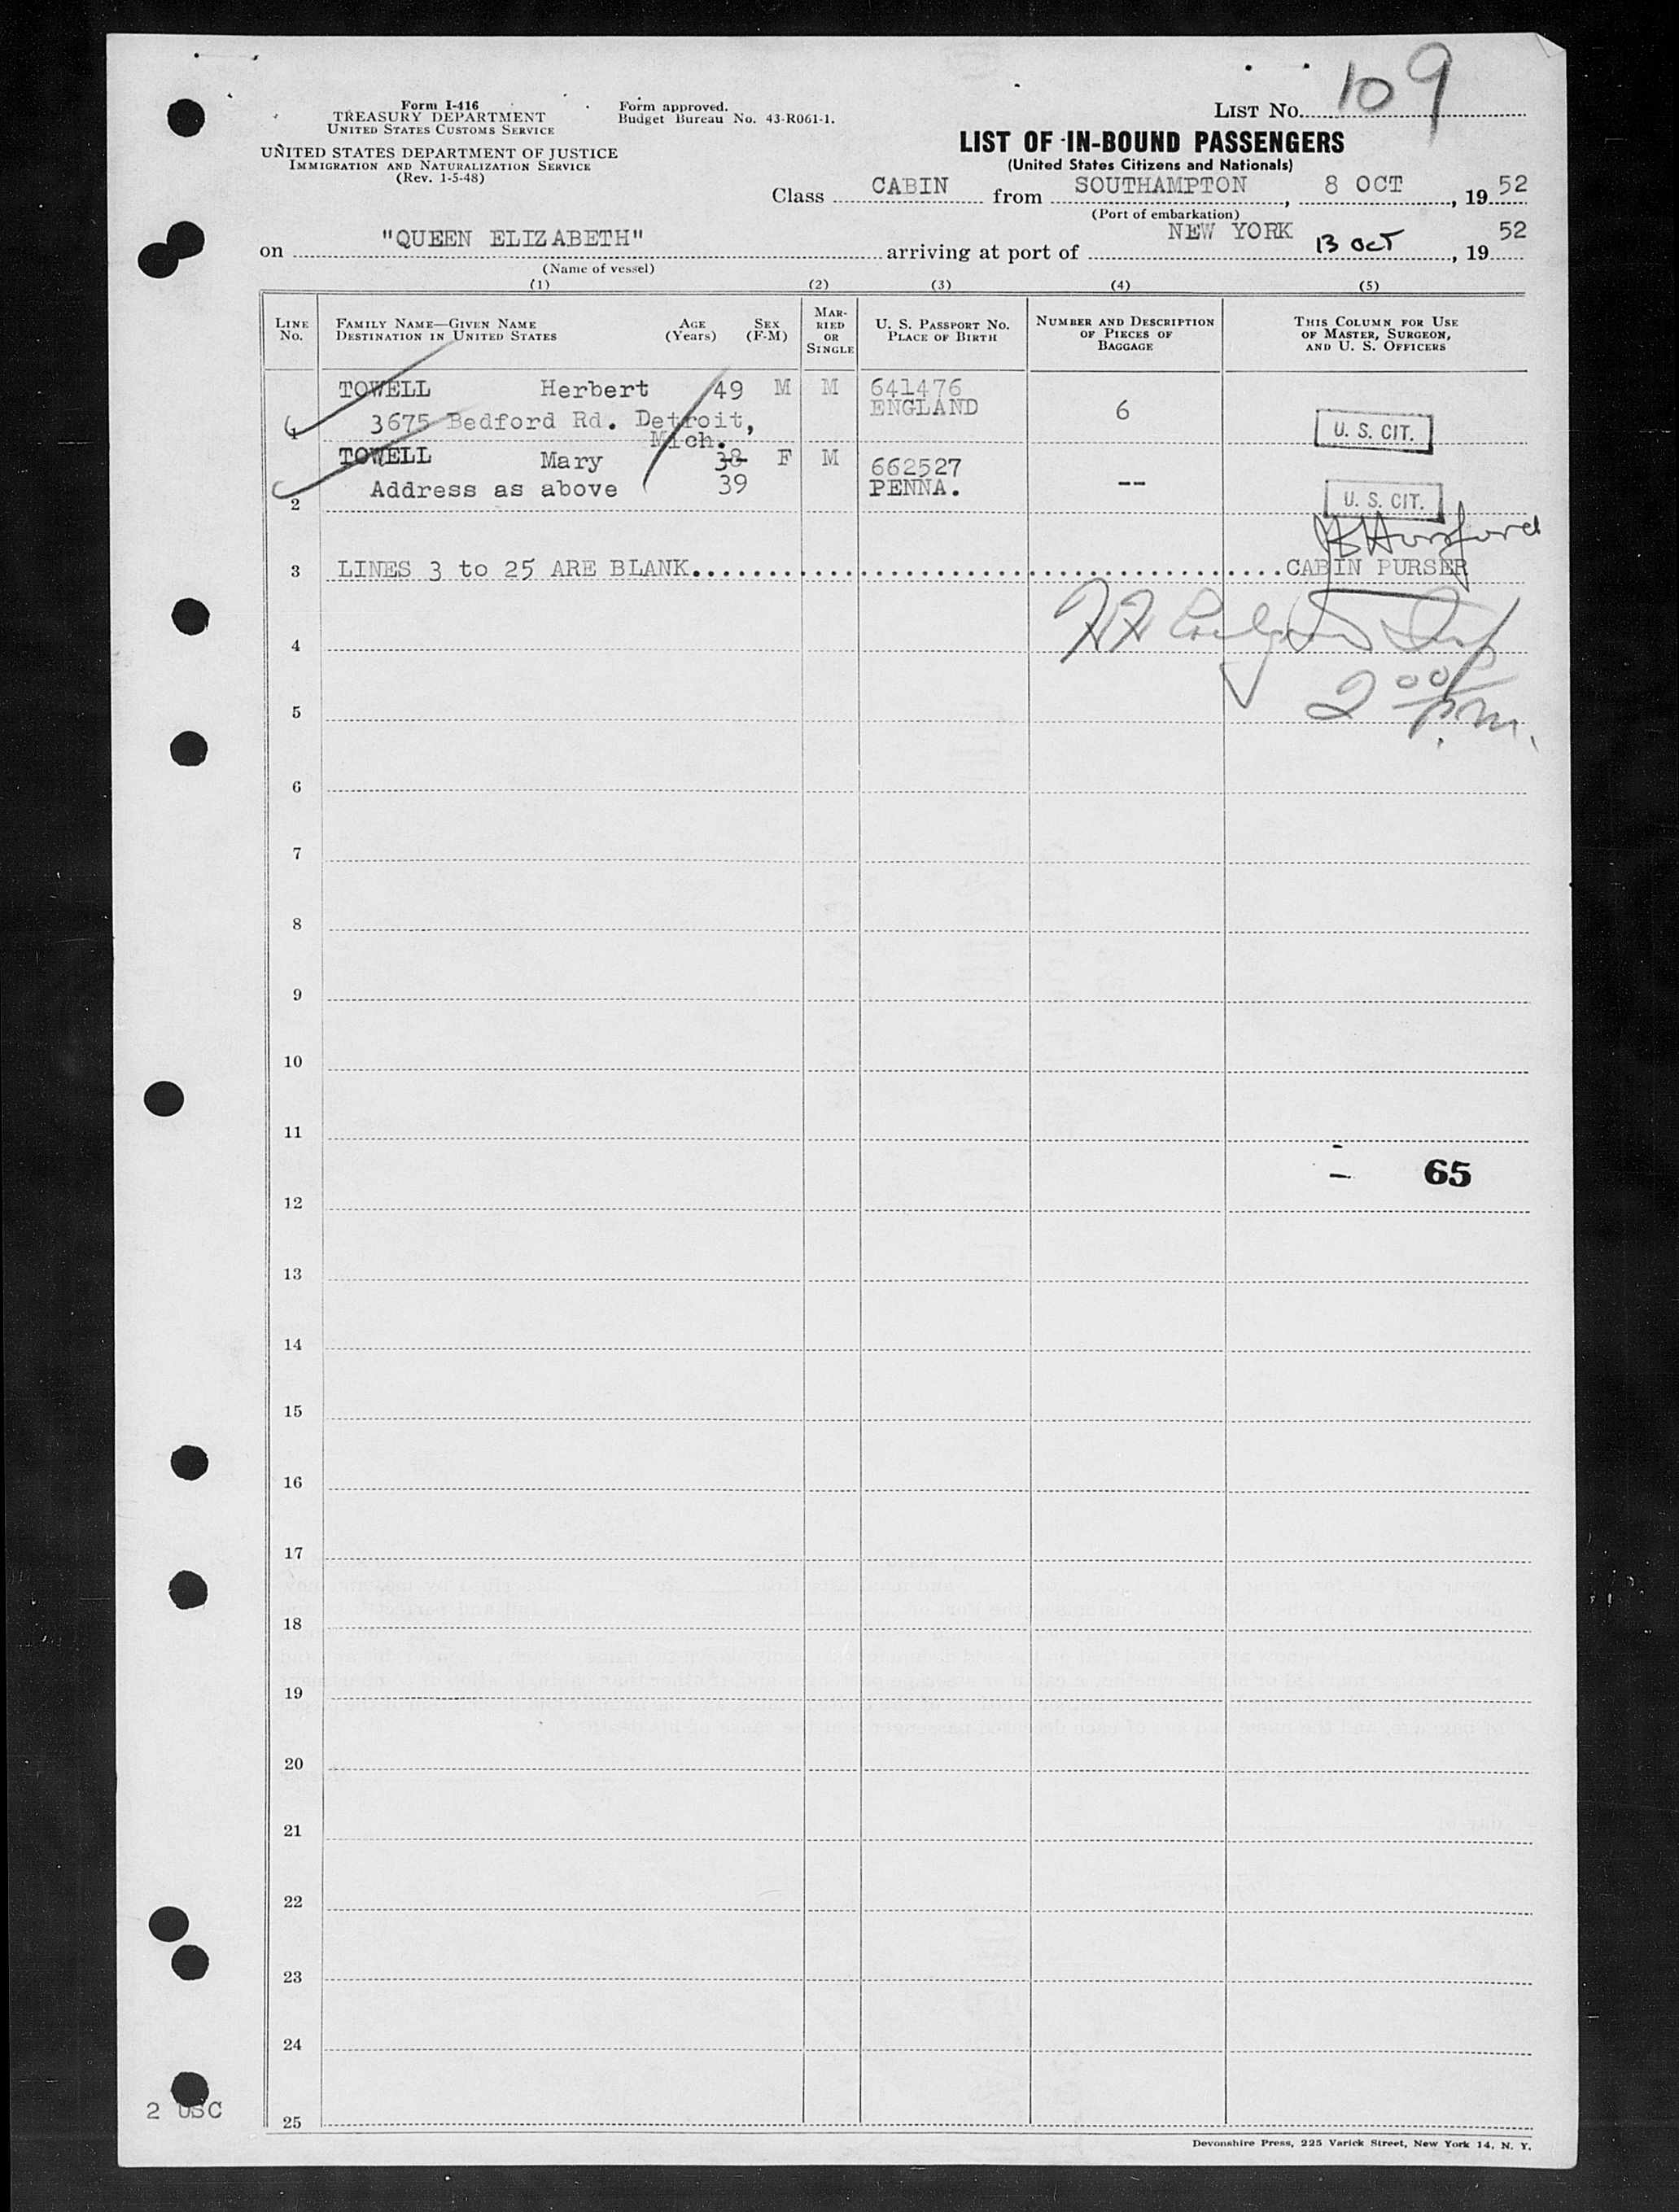 LIST No. 109
Form I-416
TREASURY DEPARTMENT
UNITED STATES CUSTOMS SERVICE
Form approved.
Budget Bureau No. 43-R061-1.
UNITED STATES DEPARTMENT OF JUSTICE
IMMIGRATION AND NATURALIZATION SERVICE
(Rev. 1-5-48)
LIST OF IN-BOUND PASSENGERS
(United States Citizens and Nationals)
Class CABIN from SOUTHAMPTON, 8 OCT, 19 52
(Port of embarkation)
on "QUEEN ELIZABETH" arriving at port of NEW YORK 13 OCT, 19 52
(Name of vessel)
(1) (2) (3) (4) (5)
LINE No. FAMILY NAME—GIVEN NAME DESTINATION IN UNITED STATES AGE (Years) SEX (F-M) MARRIED OR SINGLE U. S. PASSPORT No. PLACE OF BIRTH NUMBER AND DESCRIPTION OF PIECES OF BAGGAGE THIS COLUMN FOR USE OF MASTER, SURGEON, AND U. S. OFFICERS
TOWELL Herbert 49 M M 641476
ENGLAND 6
1 3675 Bedford Rd. Detroit, U. S. CIT.
Mich.
TOWELL Mary 38 F M 662527
Address as above 39 PENNA. --
2 U. S. CIT.
3 LINES 3 to 25 ARE BLANK. CABIN PURSER
4
2 00 p.m.
5
6
7
8
9
10
11
- 65
12
13
14
15
16
17
18
19
20
21
22
23
24
2 USC
25
Devonshire Press, 225 Varick Street, New York 14, N. Y.